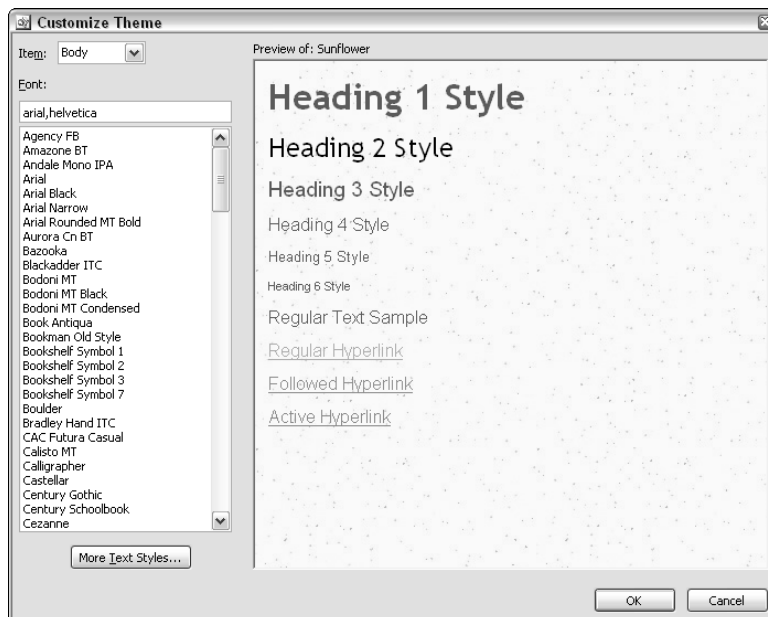 Customize Theme
Item: Body
Preview of: Sunflower
Font:
arial,helvetica
Agency FB
Amazone BT
Andale Mono IPA
Arial
Arial Black
Arial Narrow
Arial Rounded MT Bold
Aurora Cn BT
Bazooka
Blackadder ITC
Bodoni MT
Bodoni MT Black
Bodoni MT Condensed
Book Antiqua
Bookman Old Style
Bookshelf Symbol 1
Bookshelf Symbol 2
Bookshelf Symbol 3
Bookshelf Symbol 7
Boulder
Bradley Hand ITC
CAC Futura Casual
Calisto MT
Calligrapher
Castellar
Century Gothic
Century Schoolbook
Cezanne
More Text Styles...
Heading 1 Style
Heading 2 Style
Heading 3 Style
Heading 4 Style
Heading 5 Style
Heading 6 Style
Regular Text Sample
Regular Hyperlink
Followed Hyperlink
Active Hyperlink
OK
Cancel